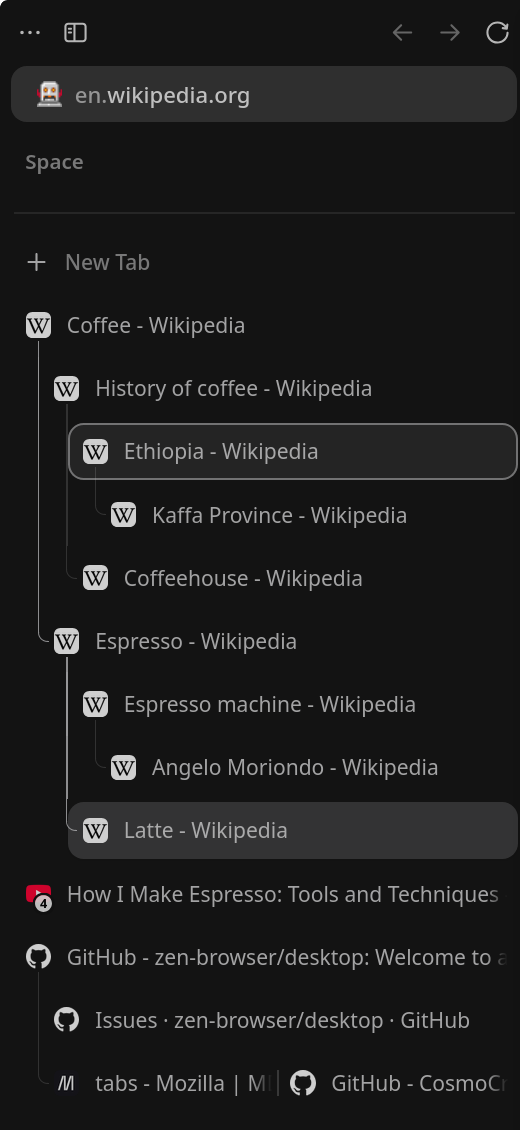 en.wikipedia.org
Space
New Tab
Coffee - Wikipedia
History of coffee - Wikipedia
Ethiopia - Wikipedia
Kaffa Province - Wikipedia
Coffeehouse - Wikipedia
Espresso - Wikipedia
Espresso machine - Wikipedia
Angelo Moriondo - Wikipedia
Latte - Wikipedia
4 How I Make Espresso: Tools and Techniques
GitHub - zen-browser/desktop: Welcome to a
Issues · zen-browser/desktop · GitHub
tabs - Mozilla | M GitHub - CosmoCr